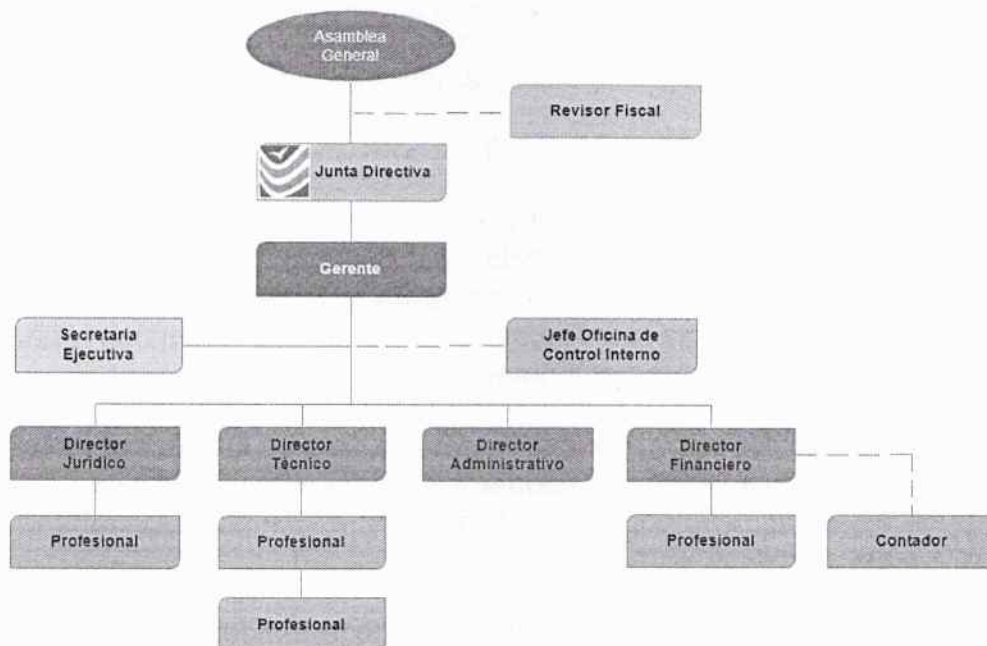 Asamblea
General
Revisor Fiscal
Junta Directiva
Gerente
Secretaria
Ejecutiva
Jefe Oficina de
Control Interno
Director
Jurídico
Director
Técnico
Director
Administrativo
Director
Financiero
Profesional
Profesional
Profesional
Contador
Profesional